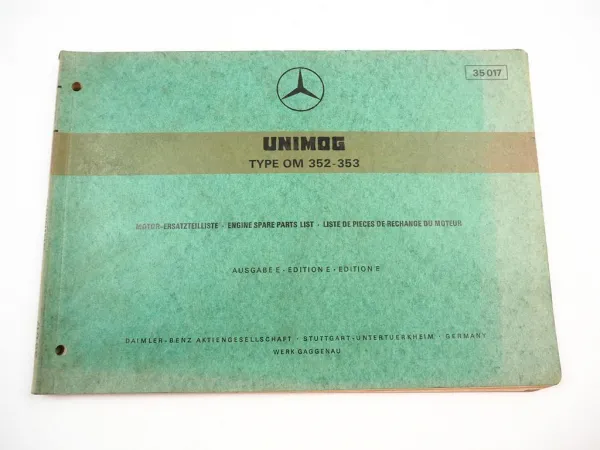 35 017
UNIMOG
TYPE OM 352-353
MOTOR-ERSATZTEILLISTE · ENGINE SPARE PARTS LIST · LISTE DE PIECES DE RECHANGE DU MOTEUR
AUSGABE E · EDITION E · EDITION E
DAIMLER-BENZ AKTIENGESELLSCHAFT · STUTTGART-UNTERTUERKHEIM · GERMANY
WERK GAGGENAU